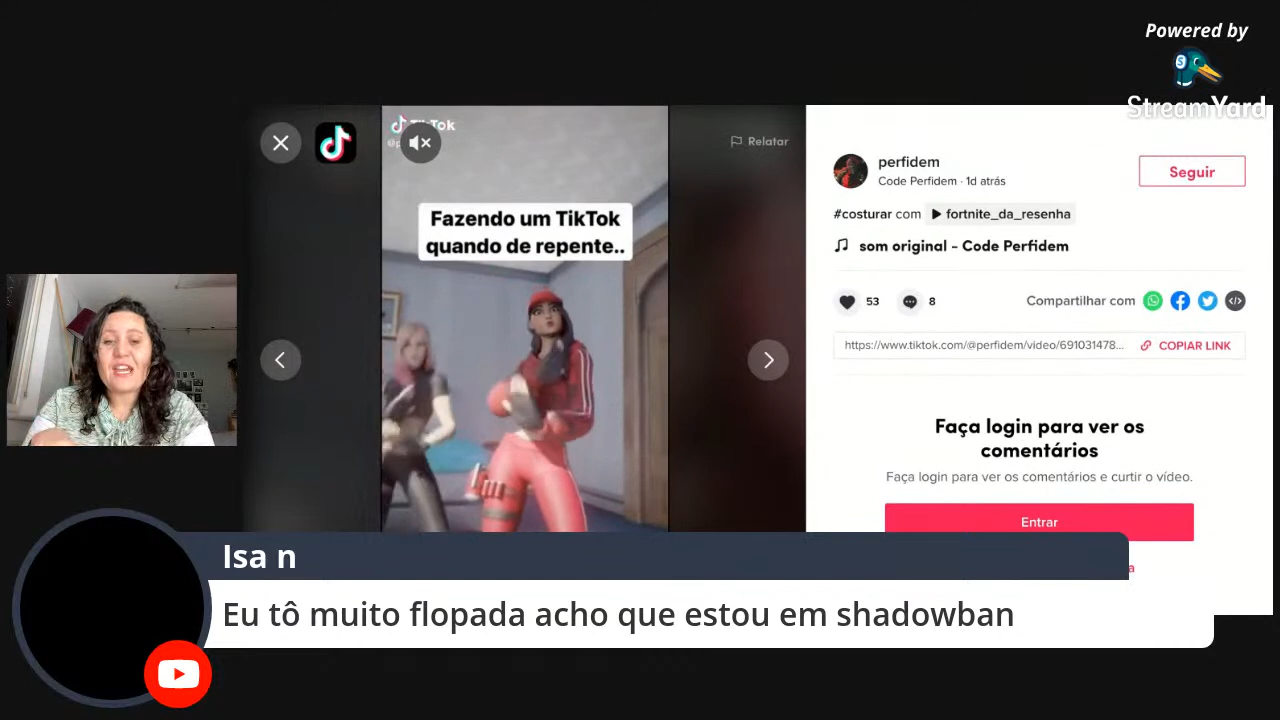 Powered by
StreamYard
TikTok
Relatar
Fazendo um TikTok
quando de repente..
perfidem
Code Perfidem · 1d atrás
Seguir
#costurar com ▶ fortnite_da_resenha
som original - Code Perfidem
53
8
Compartilhar com
https://www.tiktok.com/@perfidem/video/691031478...
COPIAR LINK
Faça login para ver os
comentários
Faça login para ver os comentários e curtir o vídeo.
Entrar
Isa n
Eu tô muito flopada acho que estou em shadowban